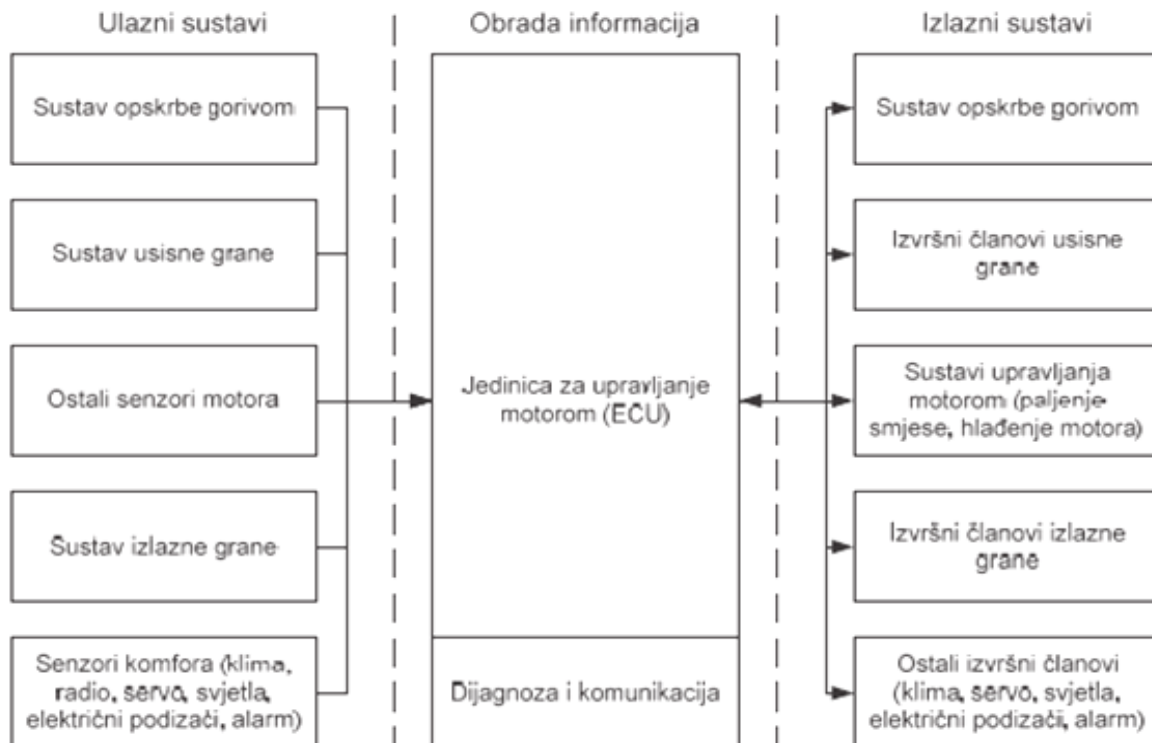 Ulazni sustavi
Obrada informacija
Izlazni sustavi
Sustav opskrbe gorivom
Sustav usisne grane
Ostali senzori motora
Sustav izlazne grane
Senzori komfora (klima,
radio, servo, svjetla,
električni podizači, alarm)
Jedinica za upravljanje
motorom (ECU)
Dijagnoza i komunikacija
Sustav opskrbe gorivom
Izvršni članovi usisne
grane
Sustavi upravljanja
motorom (paljenje
smjese, hlađenje motora)
Izvršni članovi izlazne
grane
Ostali izvršni članovi
(klima, servo, svjetla,
električni podizači, alarm)